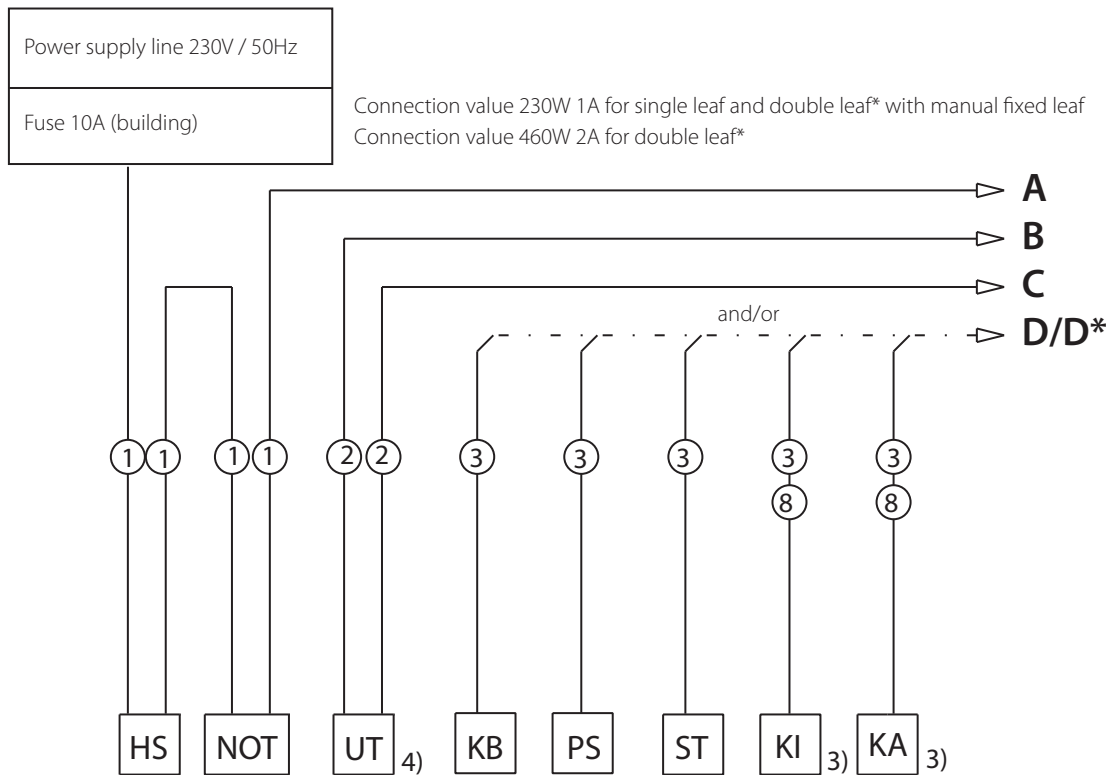 Power supply line 230V / 50Hz
Fuse 10A (building)
Connection value 230W 1A for single leaf and double leaf* with manual fixed leaf
Connection value 460W 2A for double leaf*
A
B
C
and/or
D/D*
1 1 1 1 2 2 3 3 3 3 3
8 8
HS NOT UT 4) KB PS ST KI 3) KA 3)